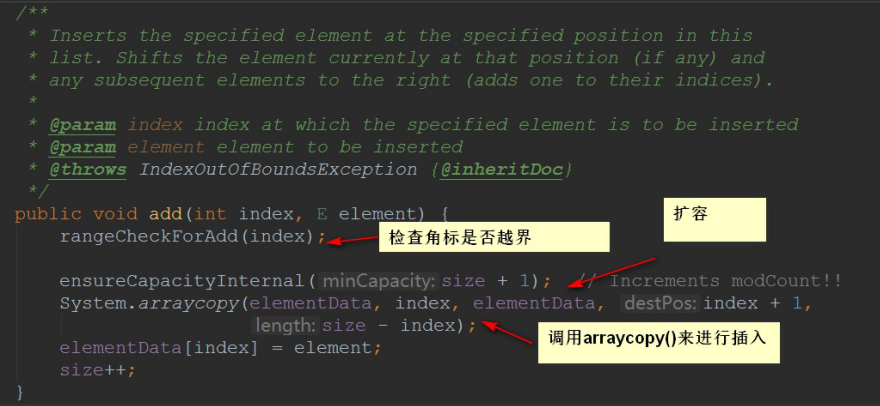 /**
* Inserts the specified element at the specified position in this
* list. Shifts the element currently at that position (if any) and
* any subsequent elements to the right (adds one to their indices).
*
* @param index index at which the specified element is to be inserted
* @param element element to be inserted
* @throws IndexOutOfBoundsException {@inheritDoc}
*/
public void add(int index, E element) {
扩容
rangeCheckForAdd(index);
检查角标是否越界
ensureCapacityInternal( minCapacity: size + 1);  // Increments modCount!!
System.arraycopy(elementData, index, elementData, destPos: index + 1,
length: size - index);
调用arraycopy()来进行插入
elementData[index] = element;
size++;
}